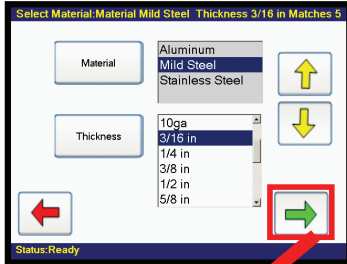 Select Material:Material Mild Steel Thickness 3/16 in Matches 5
Material
Aluminum
Mild Steel
Stainless Steel
Thickness
10ga
3/16 in
1/4 in
3/8 in
1/2 in
5/8 in
Status:Ready